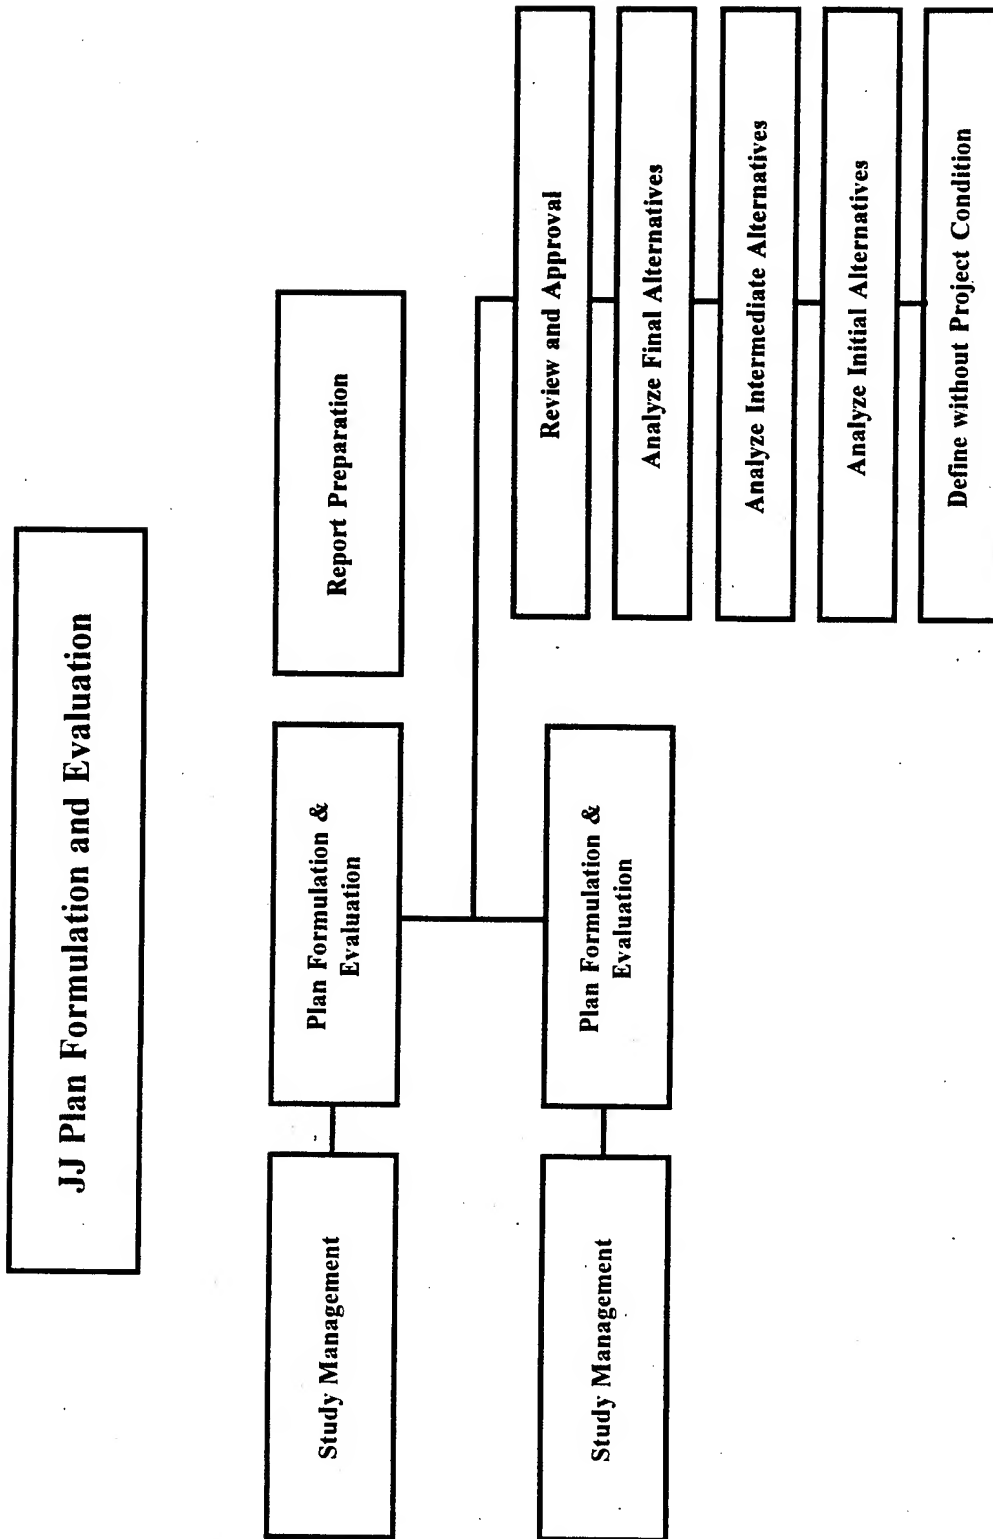 JJ Plan Formulation and Evaluation
Study Management
Plan Formulation &
Evaluation
Report Preparation
Study Management
Plan Formulation &
Evaluation
Review and Approval
Analyze Final Alternatives
Analyze Intermediate Alternatives
Analyze Initial Alternatives
Define without Project Condition